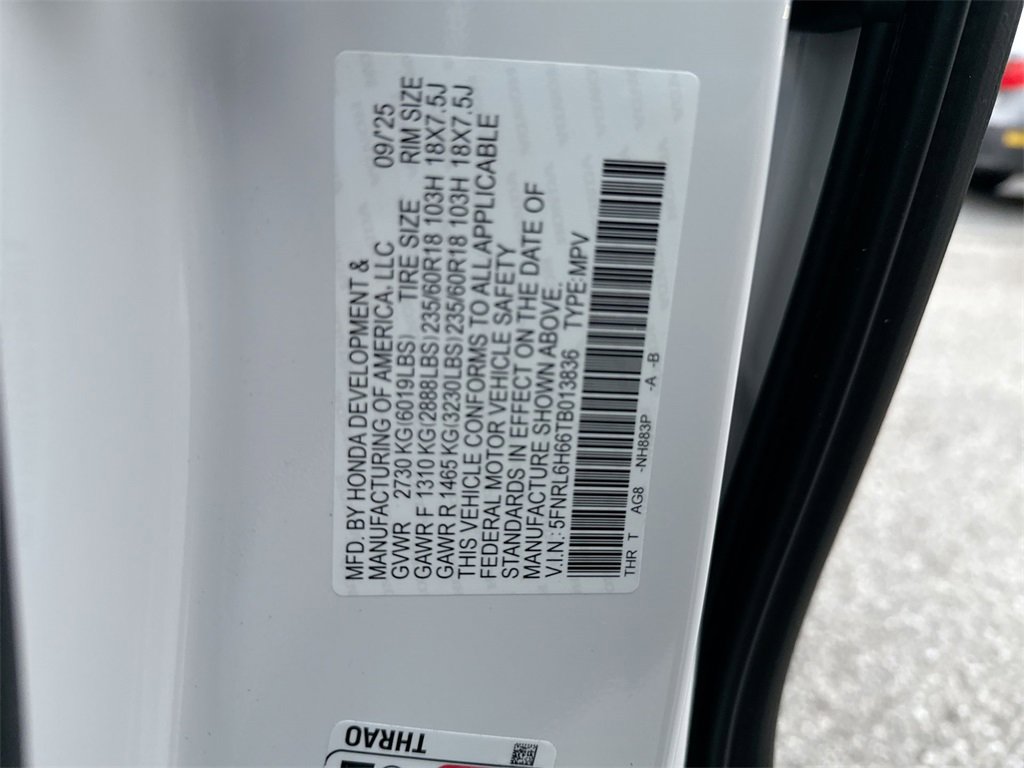 MFD. BY HONDA DEVELOPMENT &
MANUFACTURING OF AMERICA, LLC 09/25
GVWR 2730 KG(6019LBS) TIRE SIZE RIM SIZE
GAWR F 1310 KG(2888LBS)235/60R18 103H 18X7.5J
GAWR R 1465 KG(3230LBS)235/60R18 103H 18X7.5J
THIS VEHICLE CONFORMS TO ALL APPLICABLE
FEDERAL MOTOR VEHICLE SAFETY
STANDARDS IN EFFECT ON THE DATE OF
MANUFACTURE SHOWN ABOVE.
V.I.N.:5FNRL6H66TB013836 TYPE:MPV
THR T AG8 -NH883P -A -B
THRA0